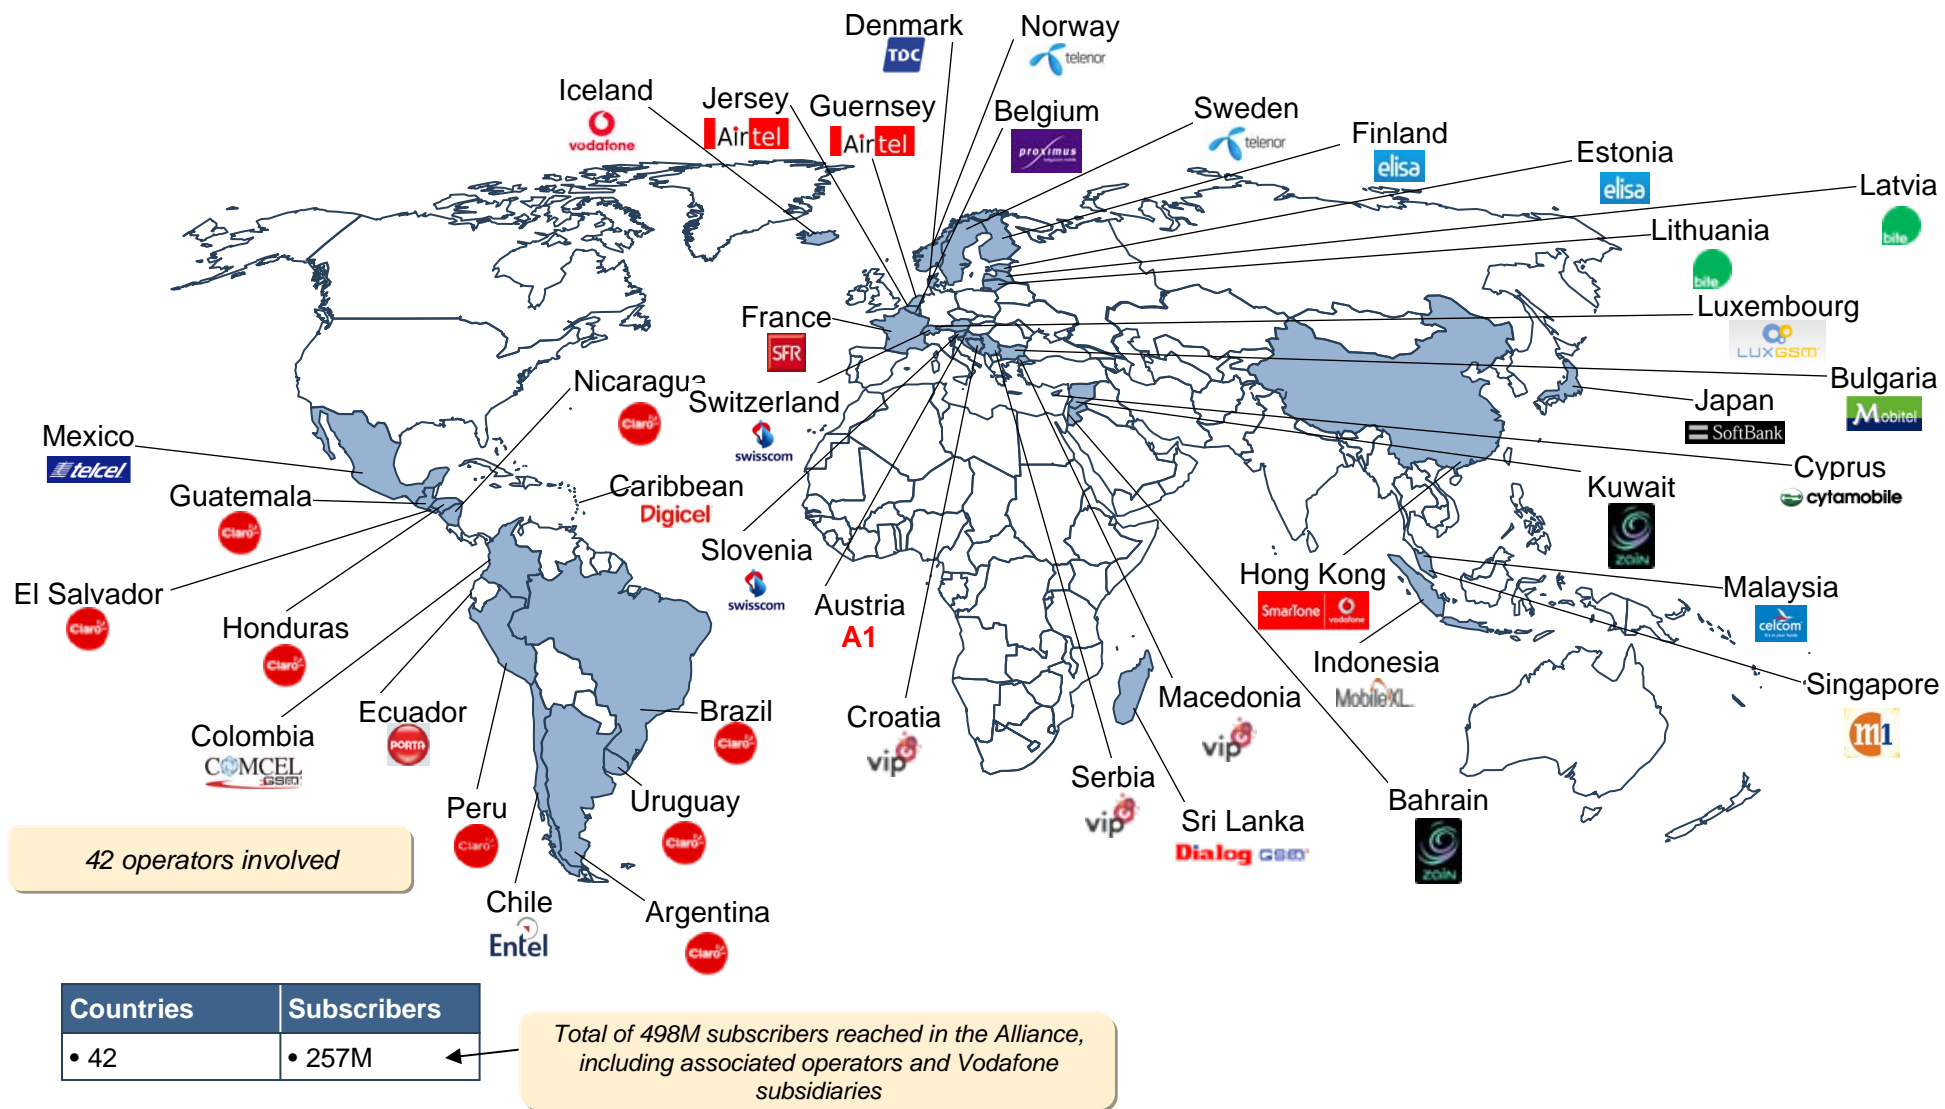 Denmark
TDC
Norway
telenor
Iceland
vodafone
Jersey
Airtel
Guernsey
Airtel
Belgium
proximus
Sweden
telenor
Finland
elisa
Estonia
elisa
Latvia
bite
Lithuania
bite
Luxembourg
LUXGSM
France
SFR
Nicaragua
Claro
Switzerland
swisscom
Bulgaria
Mobitel
Japan
SoftBank
Mexico
telcel
Cyprus
cytamobile
Guatemala
Claro
Caribbean
Digicel
Kuwait
ZAIN
Slovenia
swisscom
El Salvador
Claro
Austria
A1
Hong Kong
SmarTone vodafone
Malaysia
celcom
Honduras
Claro
Indonesia
MobileXL
Singapore
m1
Colombia
COMCEL
GSM
Ecuador
PORTA
Brazil
Claro
Croatia
vip
Macedonia
vip
Serbia
vip
Sri Lanka
Dialog GSM
Bahrain
ZAIN
Peru
Claro
Uruguay
Claro
42 operators involved
Chile
Entel
Argentina
Claro
Countries Subscribers
• 42 • 257M
Total of 498M subscribers reached in the Alliance,
including associated operators and Vodafone
subsidiaries